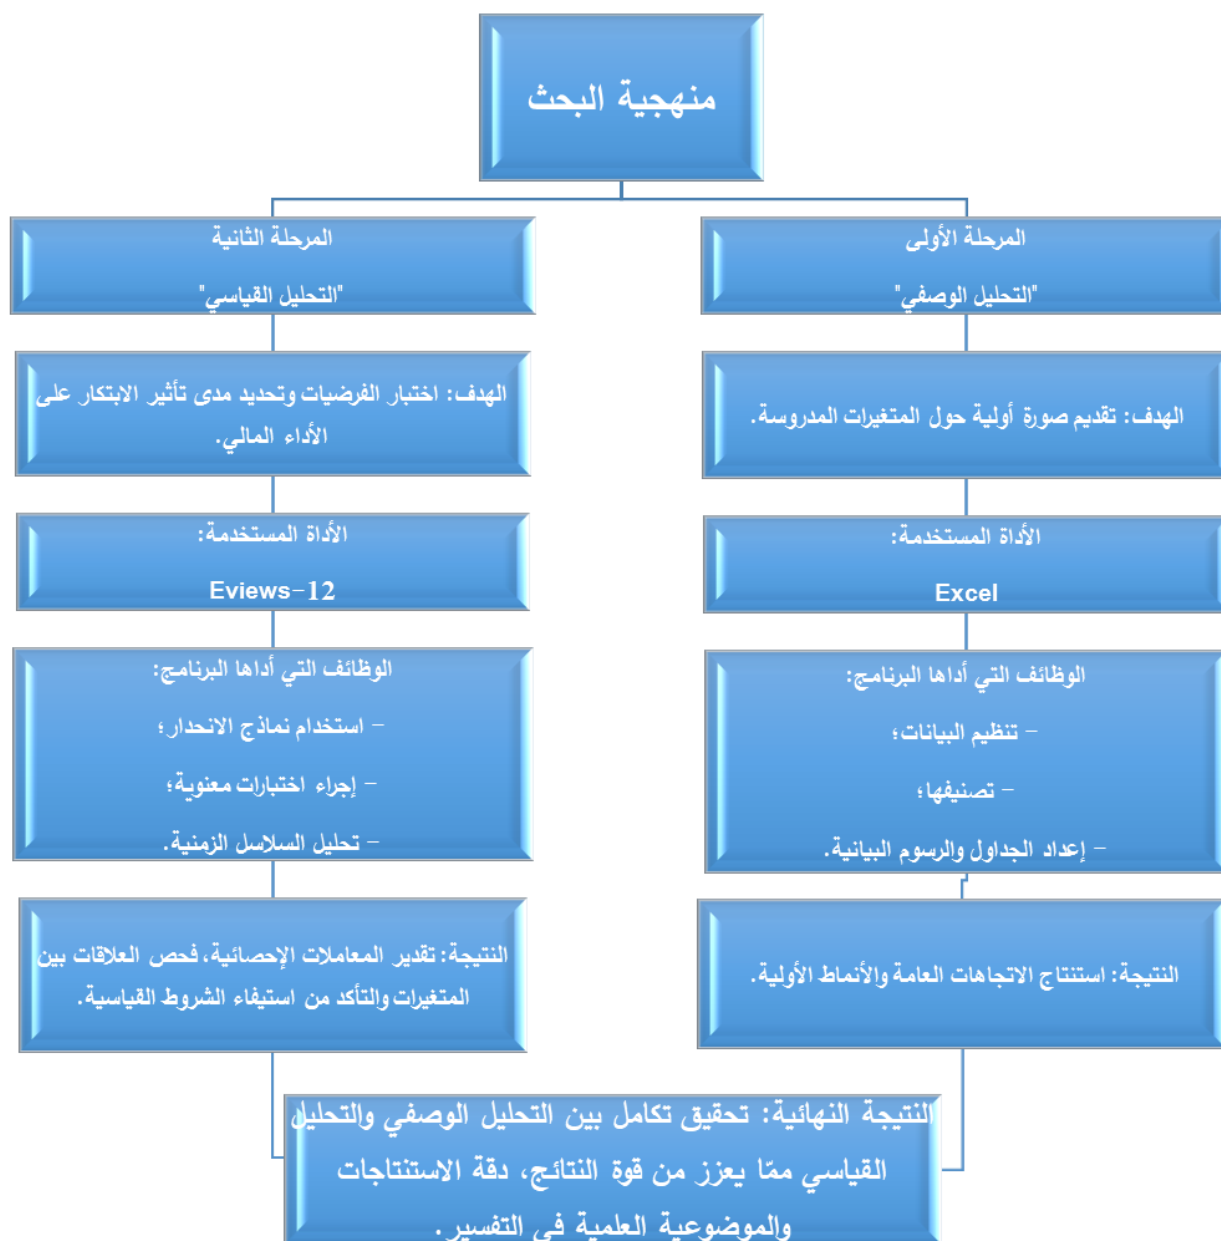 منهجية البحث
المرحلة الأولى
"التحليل الوصفي"
الهدف: تقديم صورة أولية حول المتغيرات المدروسة.
الأداة المستخدمة:
Excel
الوظائف التي أداها البرنامج:
- تنظيم البيانات؛
- تصنيفها؛
- إعداد الجداول والرسوم البيانية.
النتيجة: استنتاج الاتجاهات العامة والأنماط الأولية.
المرحلة الثانية
"التحليل القياسي"
الهدف: اختبار الفرضيات وتحديد مدى تأثير الابتكار على
الأداء المالي.
الأداة المستخدمة:
Eviews-12
الوظائف التي أداها البرنامج:
- استخدام نماذج الانحدار؛
- إجراء اختبارات معنوية؛
- تحليل السلاسل الزمنية.
النتيجة: تقدير المعاملات الإحصائية، فحص العلاقات بين
المتغيرات والتأكد من استيفاء الشروط القياسية.
النتيجة النهائية: تحقيق تكامل بين التحليل الوصفي والتحليل
القياسي ممّا يعزز من قوة النتائج، دقة الاستنتاجات
والموضوعية العلمية في التفسير.